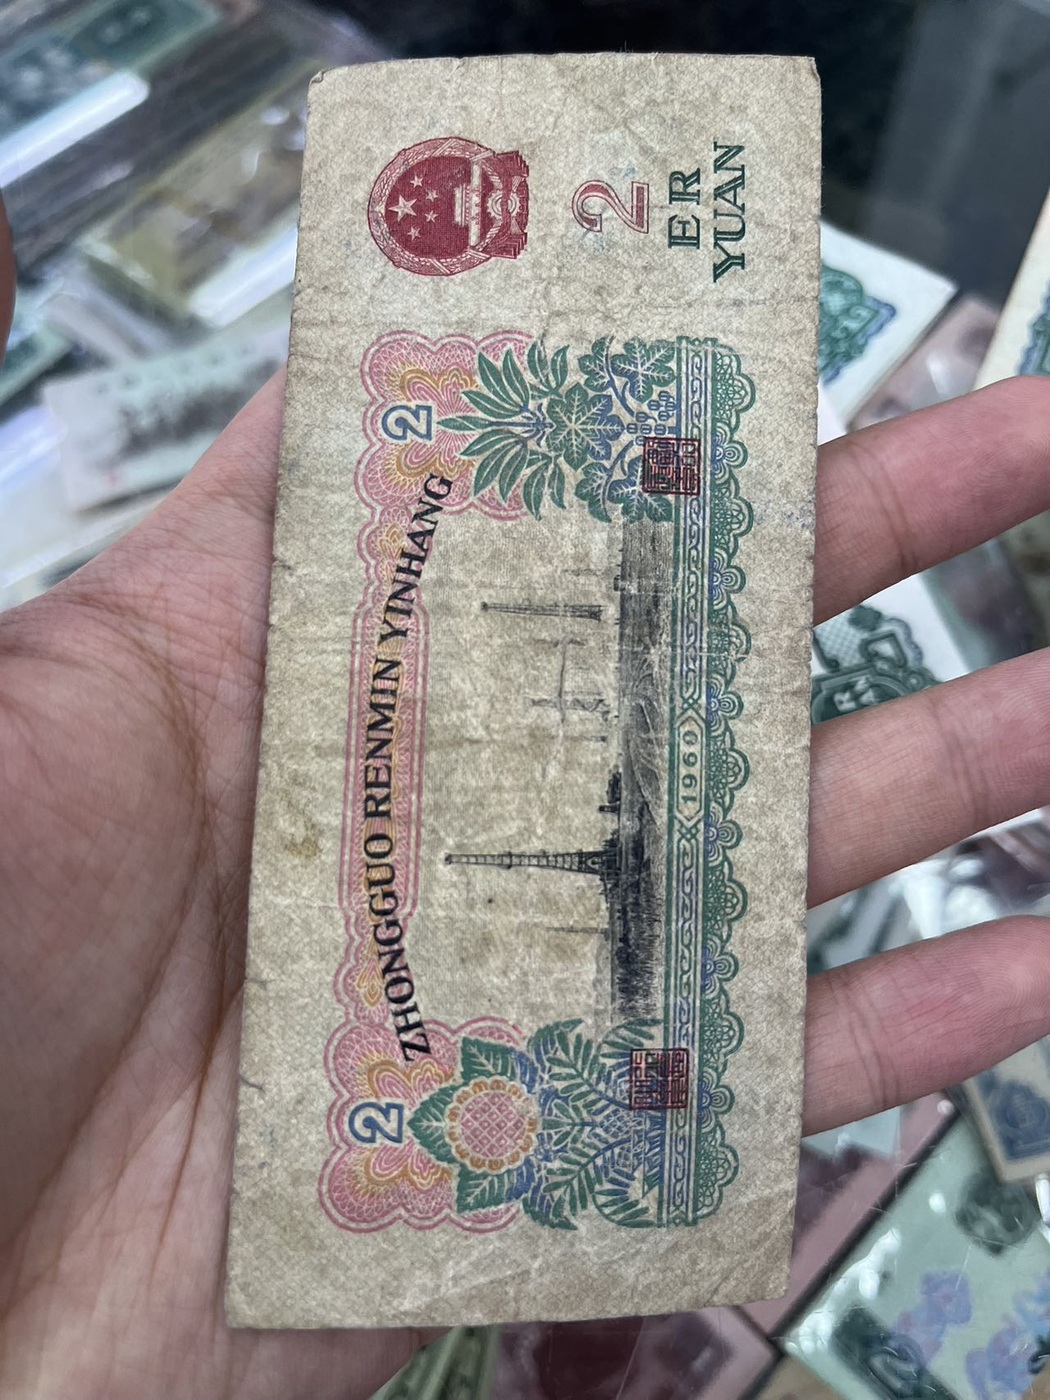 ZHONGGUO RENMIN YINHANG
2
2
2
ER
YUAN
1960